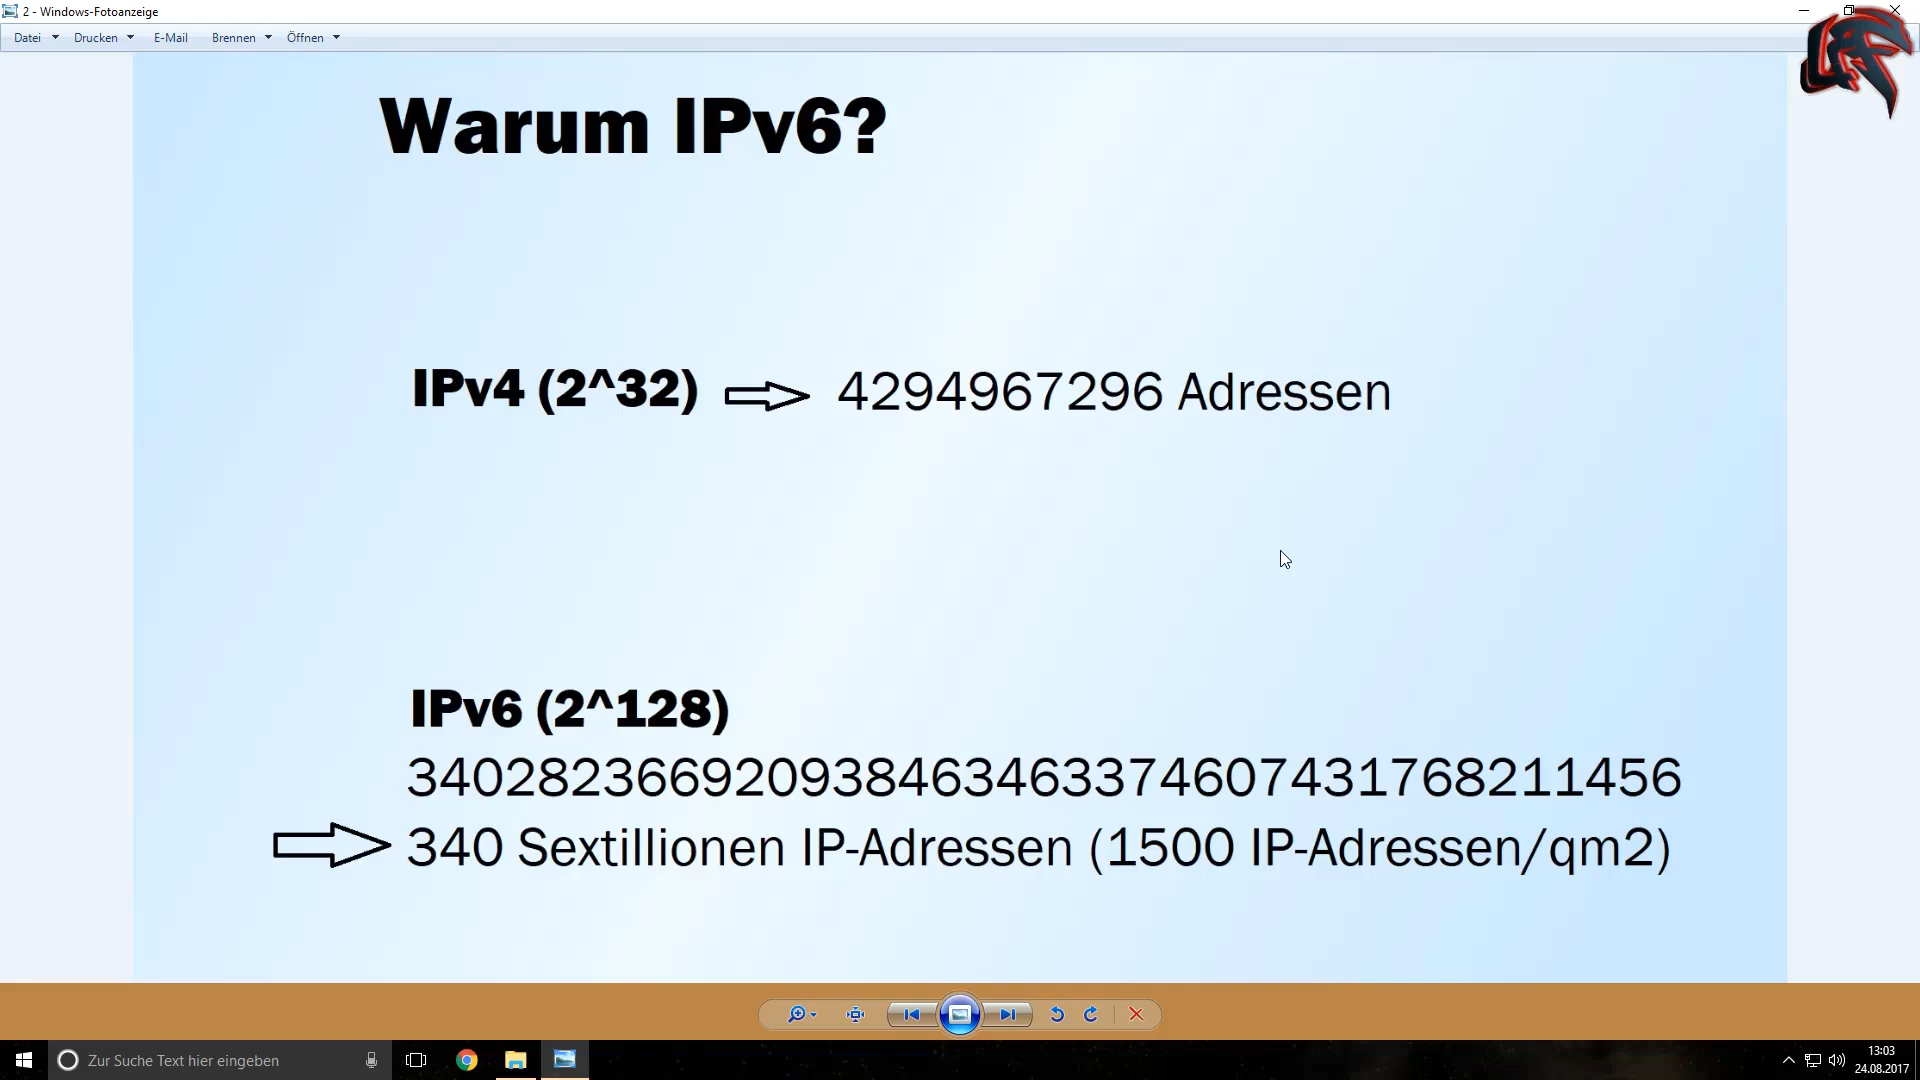 2 - Windows-Fotoanzeige
Datei Drucken E-Mail Brennen Öffnen
Warum IPv6?
IPv4 (2^32) 4294967296 Adressen
IPv6 (2^128)
340282366920938463463374607431768211456
340 Sextillionen IP-Adressen (1500 IP-Adressen/qm2)
Zur Suche Text hier eingeben
13:03
24.08.2017